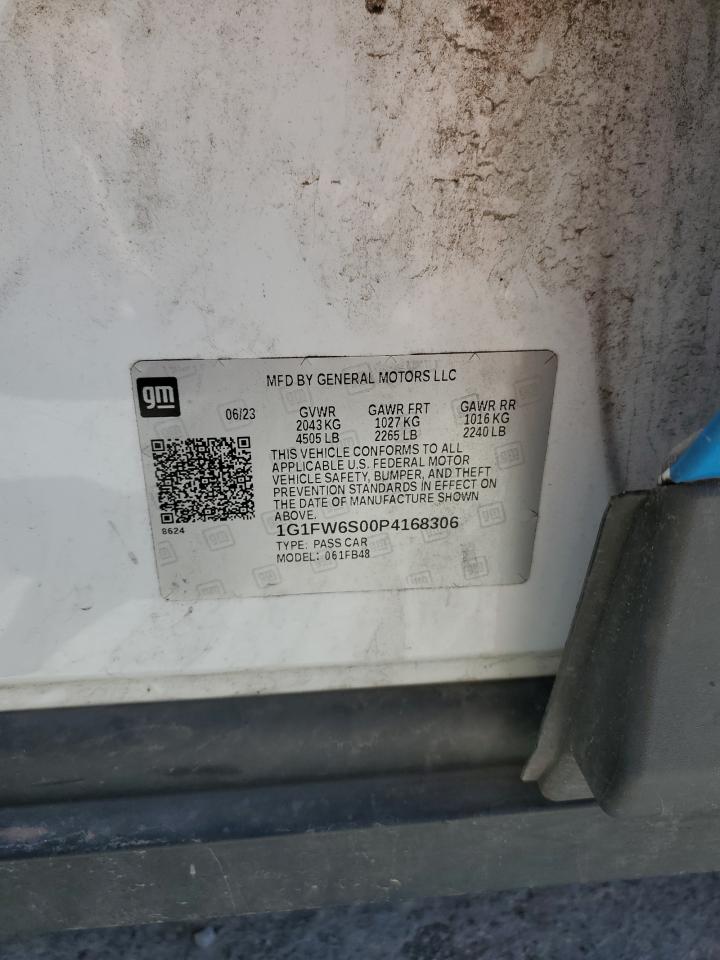 gm
MFD BY GENERAL MOTORS LLC
06/23
GVWR GAWR FRT GAWR RR
2043 KG 1027 KG 1016 KG
4505 LB 2265 LB 2240 LB
THIS VEHICLE CONFORMS TO ALL
APPLICABLE U.S. FEDERAL MOTOR
VEHICLE SAFETY, BUMPER, AND THEFT
PREVENTION STANDARDS IN EFFECT ON
THE DATE OF MANUFACTURE SHOWN
ABOVE.
8624
1G1FW6S00P4168306
TYPE: PASS CAR
MODEL: 061FB48